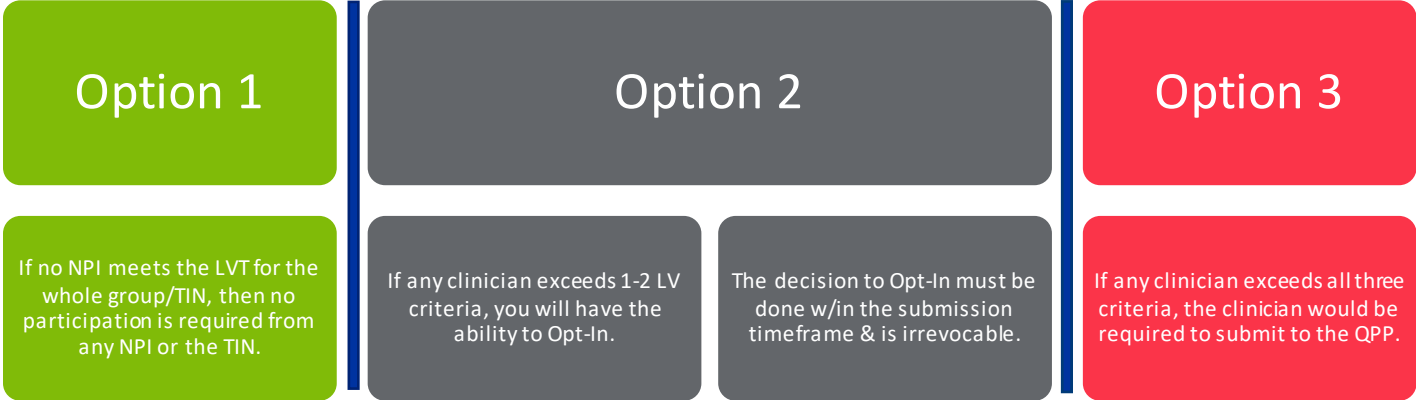 Option 1
Option 2
Option 3
If no NPI meets the LVT for the
whole group/TIN, then no
participation is required from
any NPI or the TIN.
If any clinician exceeds 1-2 LV
criteria, you will have the
ability to Opt-In.
The decision to Opt-In must be
done w/in the submission
timeframe & is irrevocable.
If any clinician exceeds all three
criteria, the clinician would be
required to submit to the QPP.